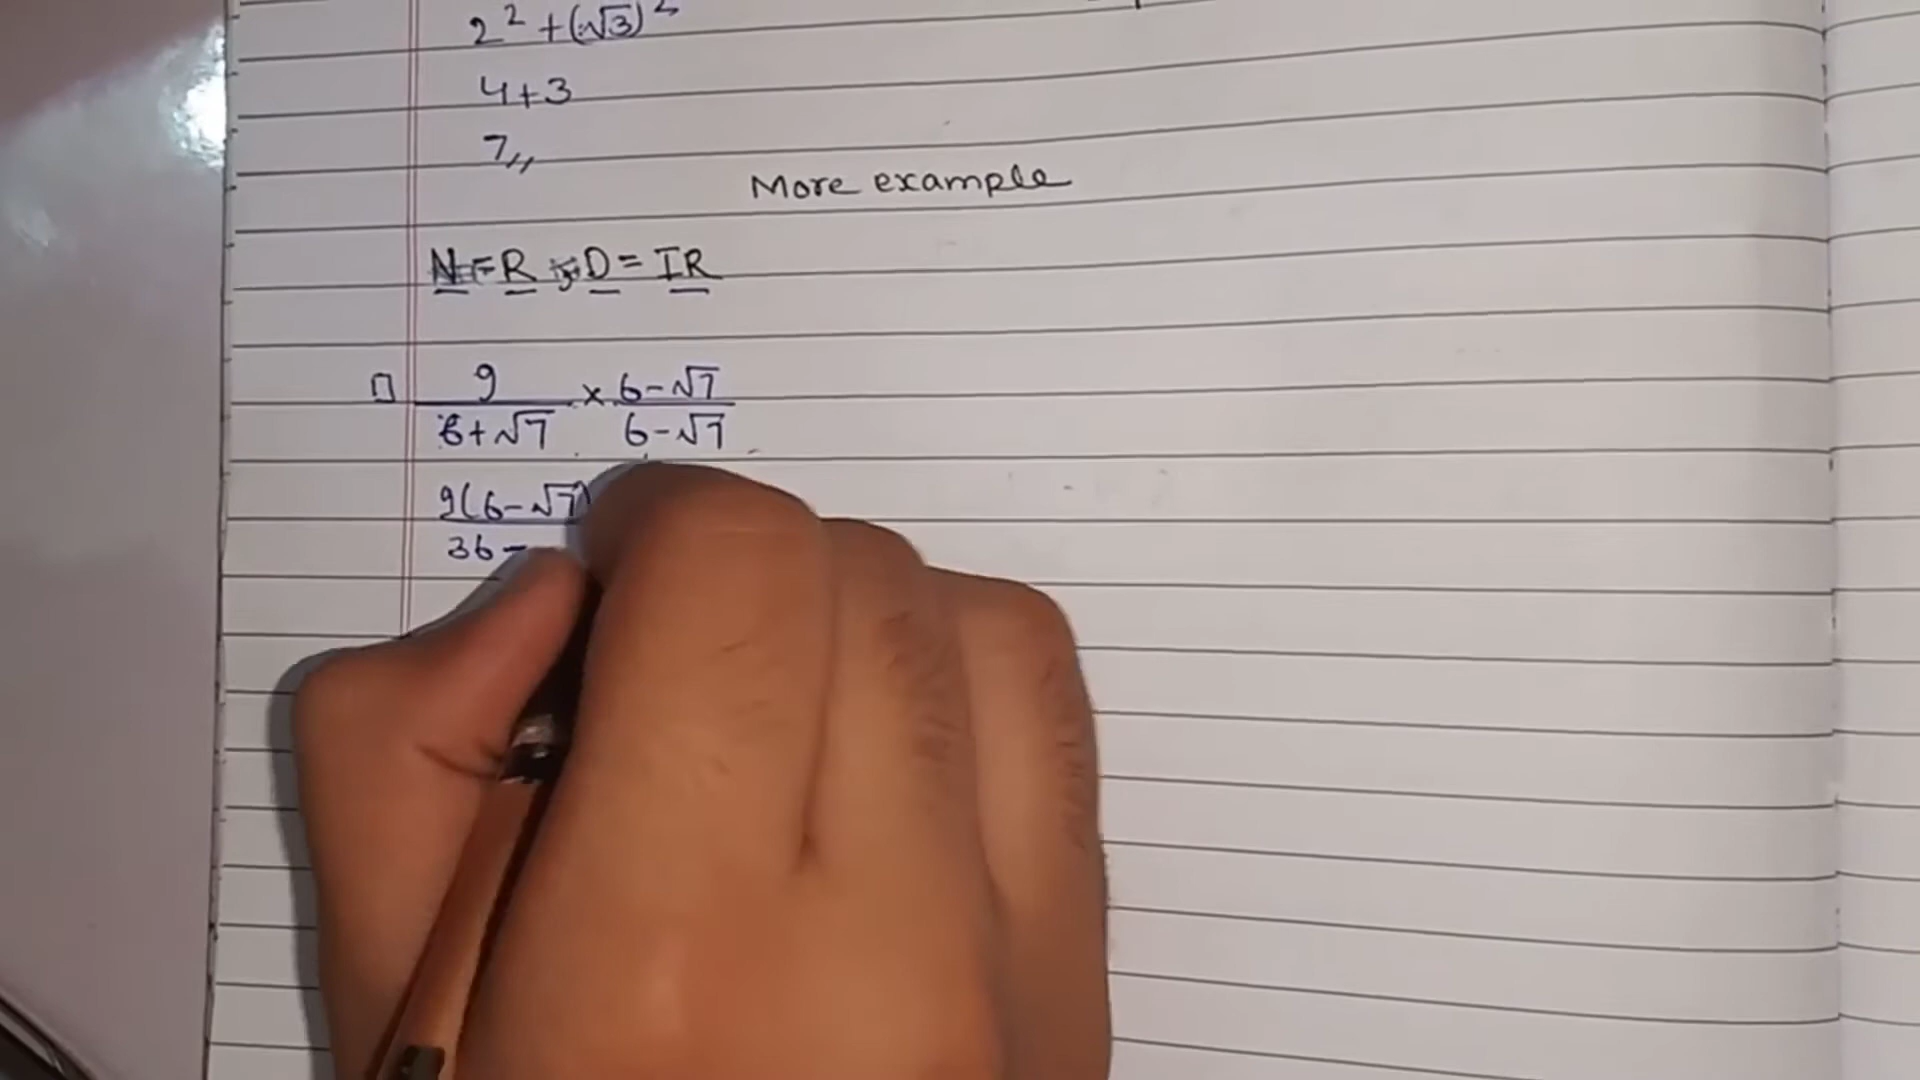 2² + (√3)²
4+3
7,,
More example
N = R ; D = IR
9/6+√7 × 6-√7/6-√7
9(6-√7)/36-